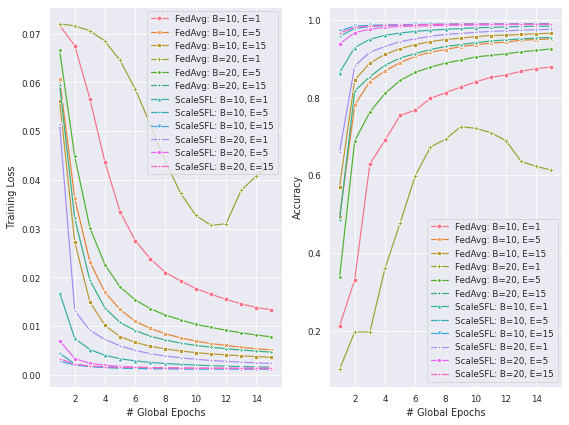 0.07
0.06
0.05
0.04
0.03
0.02
0.01
0.00
Training Loss
2
4
6
8
10
12
14
# Global Epochs
FedAvg: B=10, E=1
FedAvg: B=10, E=5
FedAvg: B=10, E=15
FedAvg: B=20, E=1
FedAvg: B=20, E=5
FedAvg: B=20, E=15
ScaleSFL: B=10, E=1
ScaleSFL: B=10, E=5
ScaleSFL: B=10, E=15
ScaleSFL: B=20, E=1
ScaleSFL: B=20, E=5
ScaleSFL: B=20, E=15
1.0
0.8
0.6
0.4
0.2
Accuracy
2
4
6
8
10
12
14
# Global Epochs
FedAvg: B=10, E=1
FedAvg: B=10, E=5
FedAvg: B=10, E=15
FedAvg: B=20, E=1
FedAvg: B=20, E=5
FedAvg: B=20, E=15
ScaleSFL: B=10, E=1
ScaleSFL: B=10, E=5
ScaleSFL: B=10, E=15
ScaleSFL: B=20, E=1
ScaleSFL: B=20, E=5
ScaleSFL: B=20, E=15